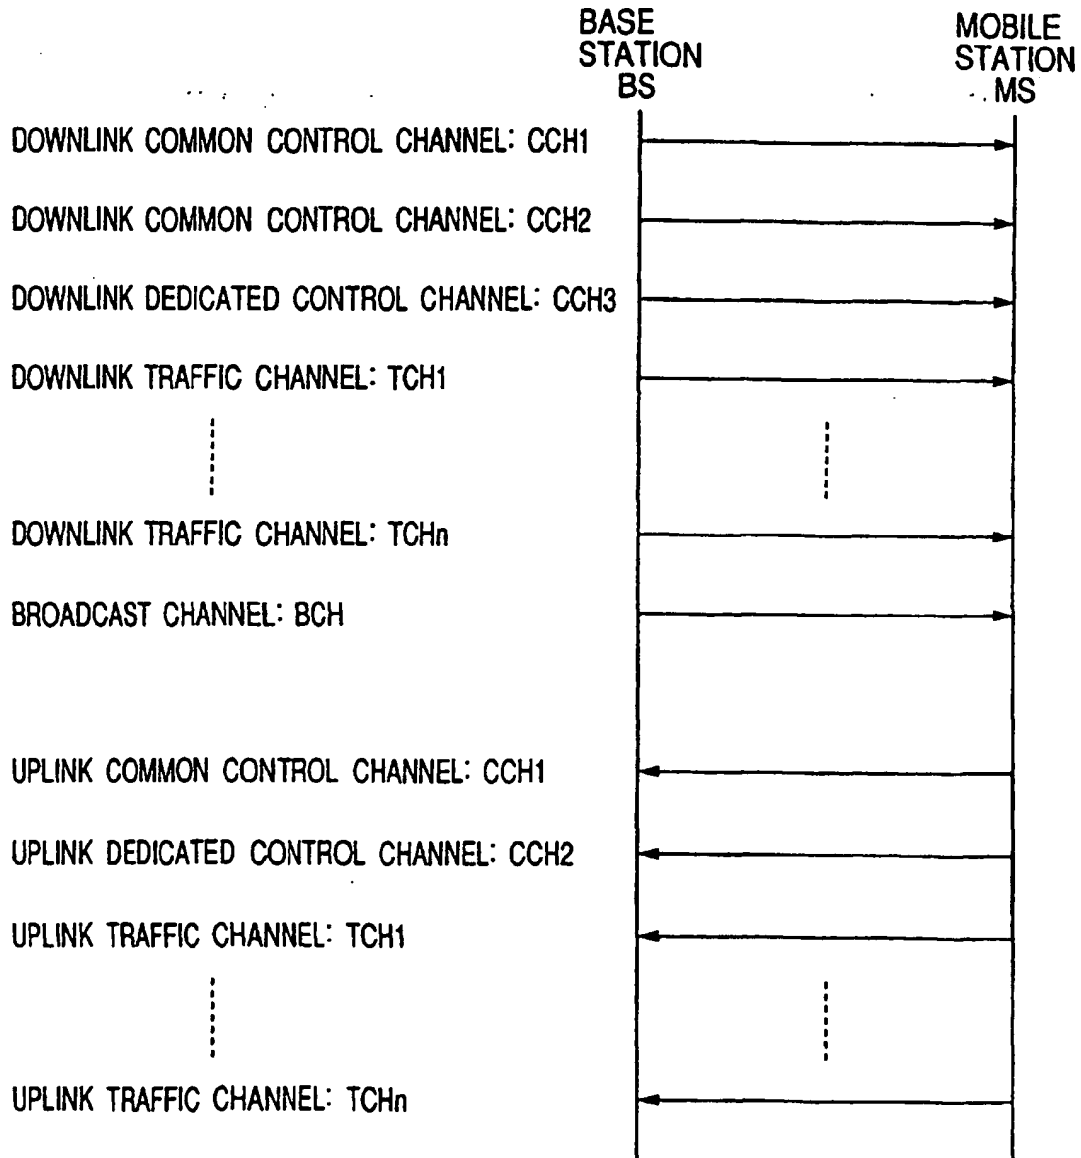 BASE
STATION
BS
MOBILE
STATION
MS
DOWNLINK COMMON CONTROL CHANNEL: CCH1
DOWNLINK COMMON CONTROL CHANNEL: CCH2
DOWNLINK DEDICATED CONTROL CHANNEL: CCH3
DOWNLINK TRAFFIC CHANNEL: TCH1
DOWNLINK TRAFFIC CHANNEL: TCHn
BROADCAST CHANNEL: BCH
UPLINK COMMON CONTROL CHANNEL: CCH1
UPLINK DEDICATED CONTROL CHANNEL: CCH2
UPLINK TRAFFIC CHANNEL: TCH1
UPLINK TRAFFIC CHANNEL: TCHn